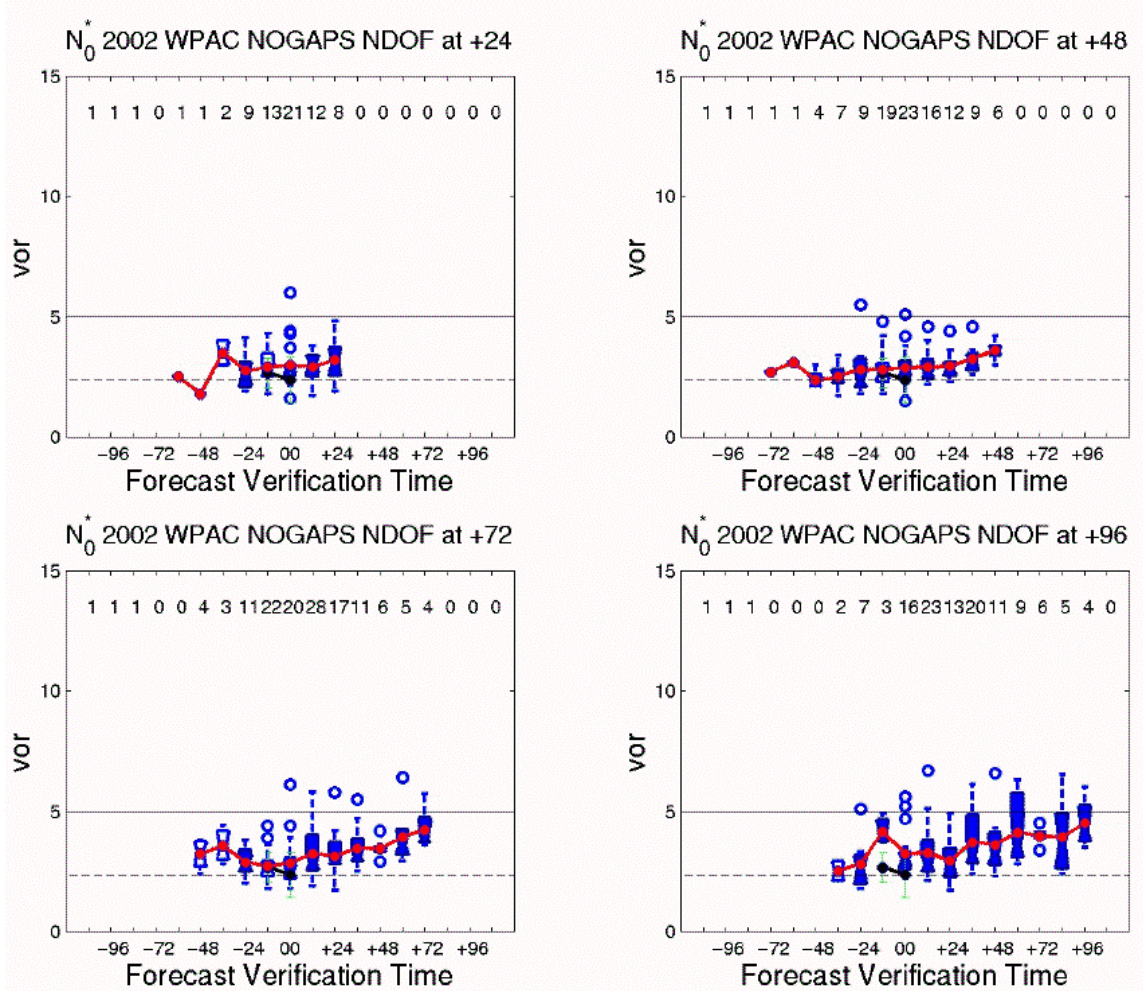 N*0 2002 WPAC NOGAPS NDOF at +24
15
1 1 1 0 1 1 2 9 13 21 12 8 0 0 0 0 0 0 0
10
vor
5
0
-96 -72 -48 -24 00 +24 +48 +72 +96
Forecast Verification Time
N*0 2002 WPAC NOGAPS NDOF at +48
15
1 1 1 1 1 4 7 9 19 23 16 12 9 6 0 0 0 0 0
10
vor
5
0
-96 -72 -48 -24 00 +24 +48 +72 +96
Forecast Verification Time
N*0 2002 WPAC NOGAPS NDOF at +72
15
1 1 1 0 0 4 3 11 22 20 28 17 11 6 5 4 0 0 0
10
vor
5
0
-96 -72 -48 -24 00 +24 +48 +72 +96
Forecast Verification Time
N*0 2002 WPAC NOGAPS NDOF at +96
15
1 1 1 0 0 0 2 7 3 16 23 13 20 11 9 6 5 4 0
10
vor
5
0
-96 -72 -48 -24 00 +24 +48 +72 +96
Forecast Verification Time